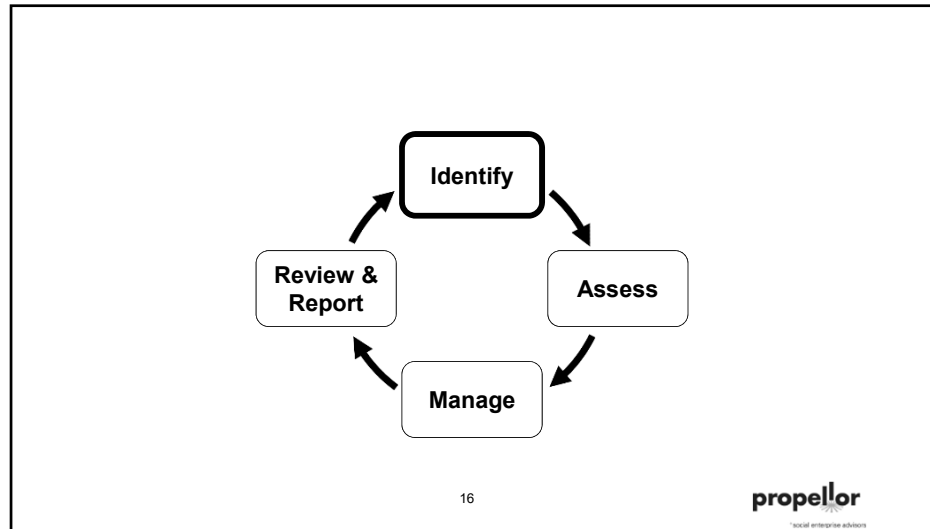 Identify
Review &
Report
Assess
Manage
16
propellor
social enterprise advisors